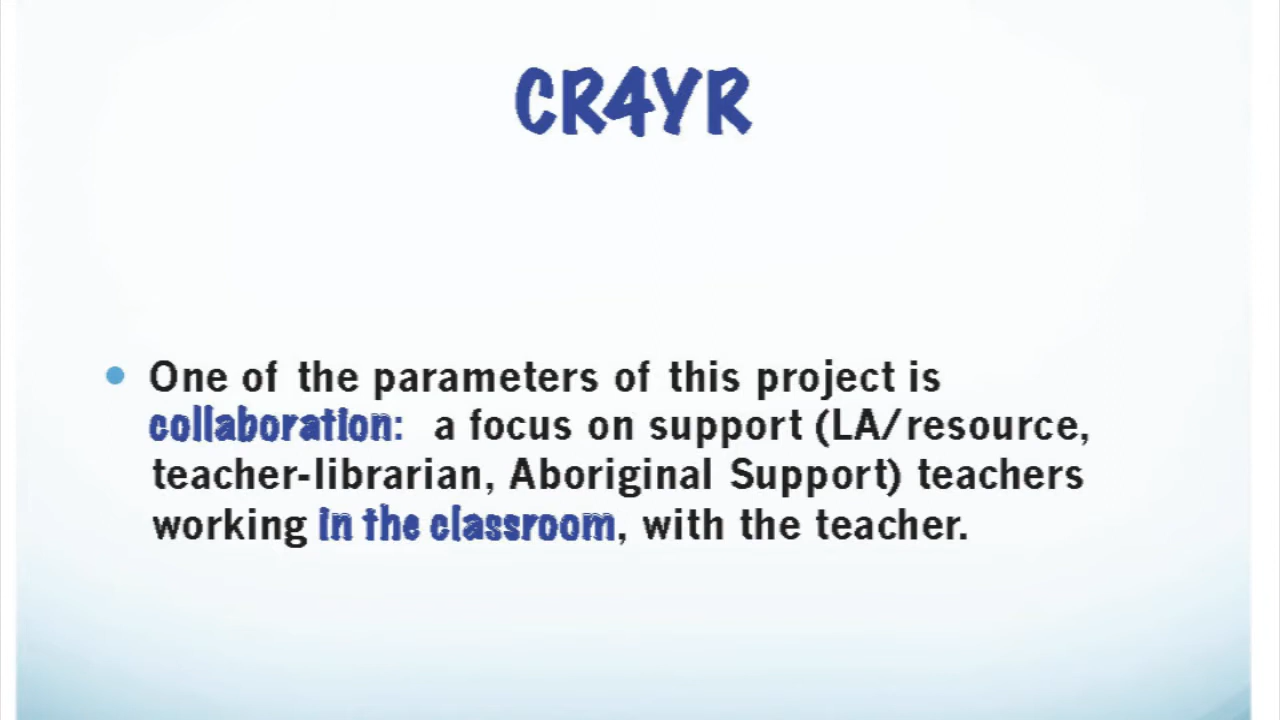 CR4YR
One of the parameters of this project is
collaboration: a focus on support (LA/resource,
teacher-librarian, Aboriginal Support) teachers
working in the classroom, with the teacher.